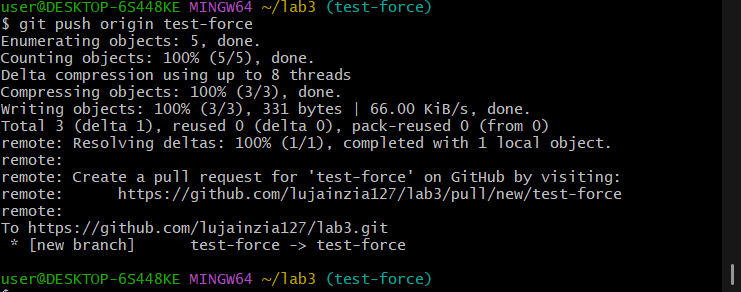 user@DESKTOP-6S448KE MINGW64 ~/lab3 (test-force)
$ git push origin test-force
Enumerating objects: 5, done.
Counting objects: 100% (5/5), done.
Delta compression using up to 8 threads
Compressing objects: 100% (3/3), done.
Writing objects: 100% (3/3), 331 bytes | 66.00 KiB/s, done.
Total 3 (delta 1), reused 0 (delta 0), pack-reused 0 (from 0)
remote: Resolving deltas: 100% (1/1), completed with 1 local object.
remote:
remote: Create a pull request for 'test-force' on GitHub by visiting:
remote:      https://github.com/lujainzia127/lab3/pull/new/test-force
remote:
To https://github.com/lujainzia127/lab3.git
 * [new branch]      test-force -> test-force
user@DESKTOP-6S448KE MINGW64 ~/lab3 (test-force)
$